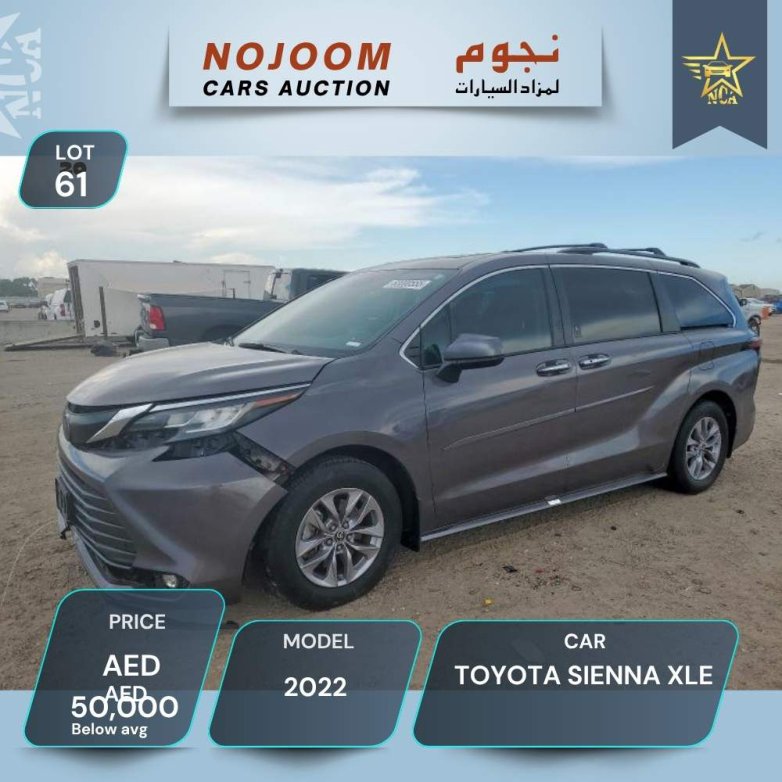 NOJOOM
CARS AUCTION
نجوم
لمزاد السيارات
NCA
NCA
LOT
61
PRICE
AED
AED
50,000
Below avg
MODEL
2022
CAR
TOYOTA SIENNA XLE